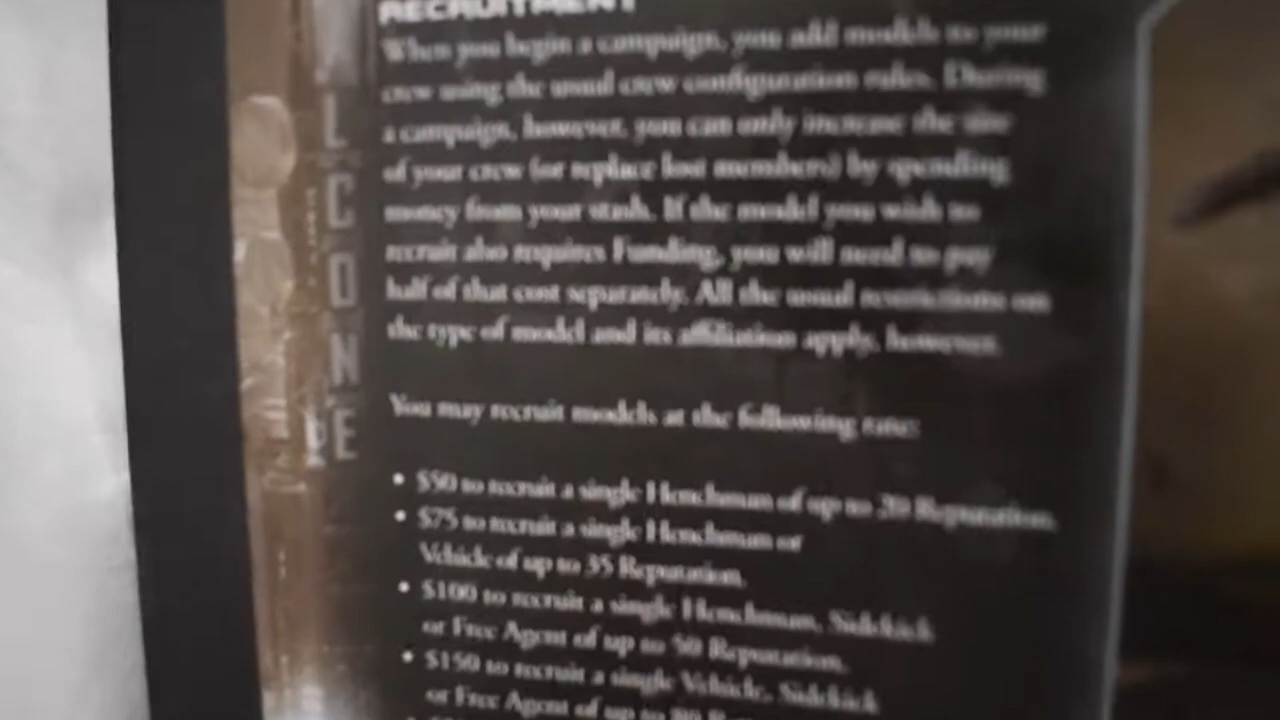 RECRUITMENT
When you begin a campaign, you add models to your
crew using the usual crew configuration rules. During
a campaign, however, you can only increase the size
of your crew (or replace lost members) by spending
money from your stash. If the model you wish to
recruit also requires Funding, you will need to pay
half of that cost separately. All the usual restrictions on
the type of model and its affiliation apply, however.
You may recruit models at the following rate:
• $50 to recruit a single Henchman of up to 20 Reputation.
• $75 to recruit a single Henchman or
Vehicle of up to 35 Reputation.
• $100 to recruit a single Henchman, Sidekick
or Free Agent of up to 50 Reputation.
• $150 to recruit a single Vehicle, Sidekick
or Free Agent of up to
LCONE